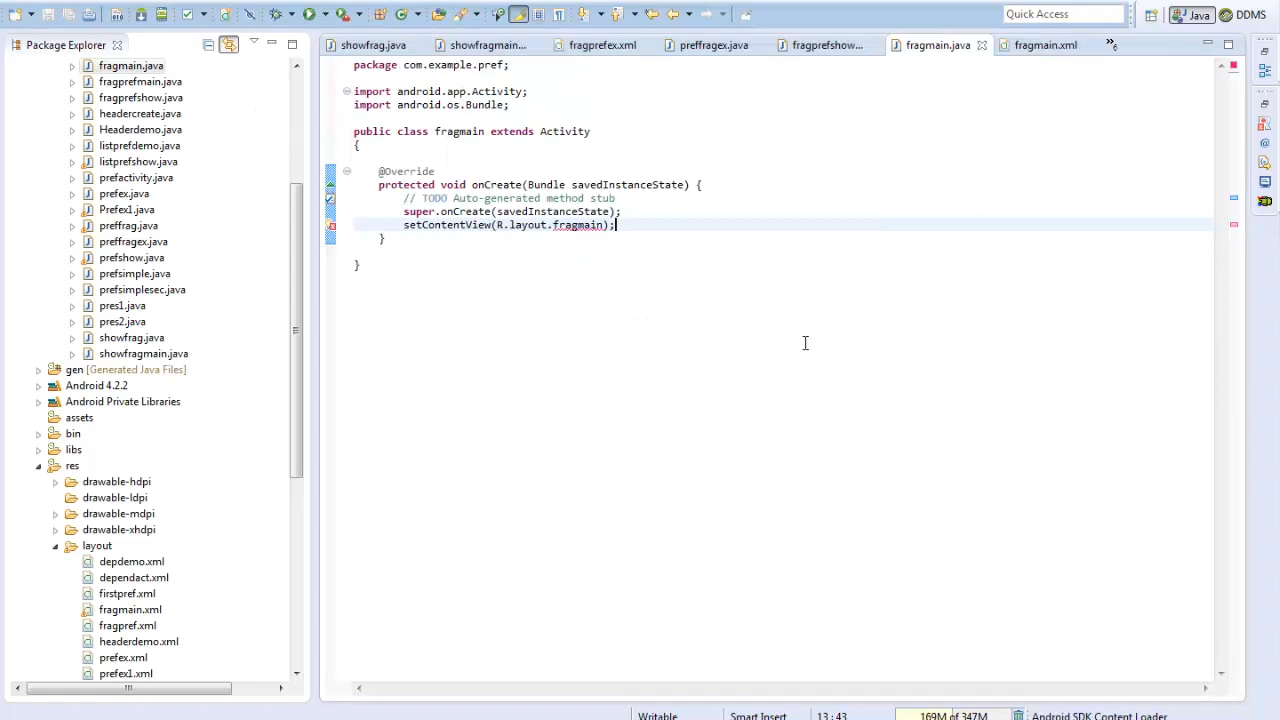 Quick Access
Java
DDMS
Package Explorer
showfrag.java
showfragmain...
fragprefex.xml
preffragex.java
fragprefshow...
fragmain.java
fragmain.xml
»6
fragmain.java
fragprefmain.java
fragprefshow.java
headercreate.java
Headerdemo.java
listprefdemo.java
listprefshow.java
prefactivity.java
prefex.java
Prefex1.java
preffrag.java
preffragex.java
prefshow.java
prefsimple.java
prefsimplesec.java
pres1.java
pres2.java
showfrag.java
showfragmain.java
gen [Generated Java Files]
Android 4.2.2
Android Private Libraries
assets
bin
libs
res
drawable-hdpi
drawable-ldpi
drawable-mdpi
drawable-xhdpi
layout
depdemo.xml
dependact.xml
firstpref.xml
fragmain.xml
fragpref.xml
headerdemo.xml
prefex.xml
prefex1.xml
package com.example.pref;
import android.app.Activity;
import android.os.Bundle;
public class fragmain extends Activity
{
@Override
protected void onCreate(Bundle savedInstanceState) {
// TODO Auto-generated method stub
super.onCreate(savedInstanceState);
setContentView(R.layout.fragmain);
}
}
Writable
Smart Insert
13 : 43
169M of 347M
Android SDK Content Loader